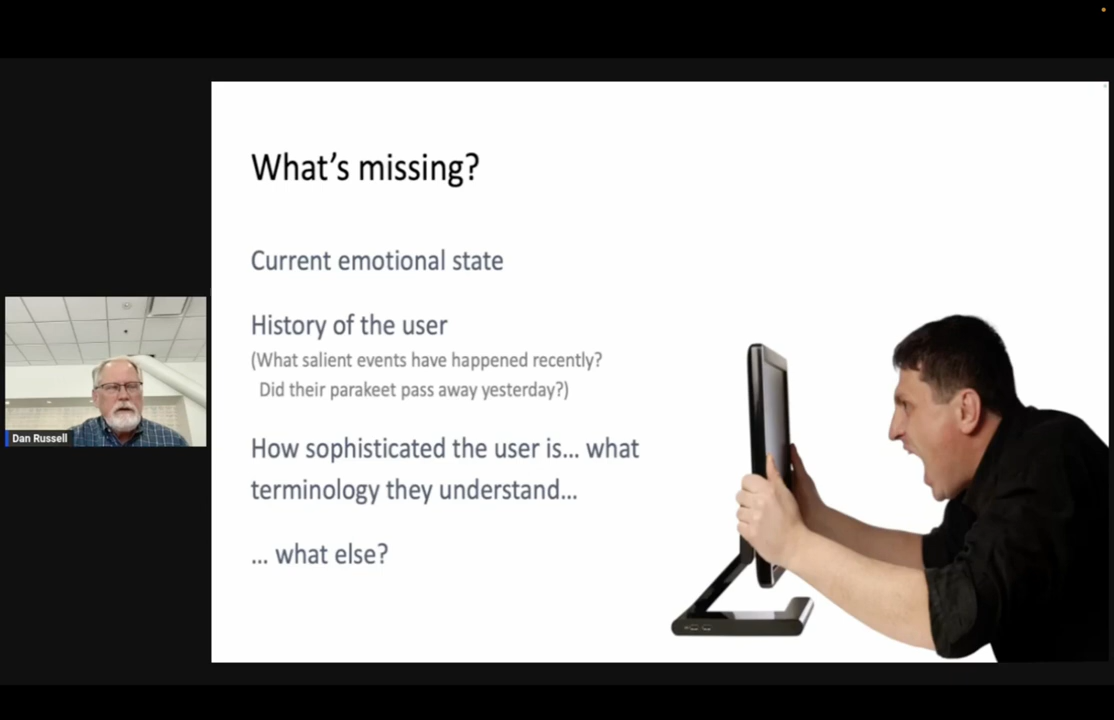 What's missing?
Current emotional state
History of the user
(What salient events have happened recently?
Did their parakeet pass away yesterday?)
How sophisticated the user is... what
terminology they understand...
... what else?
Dan Russell